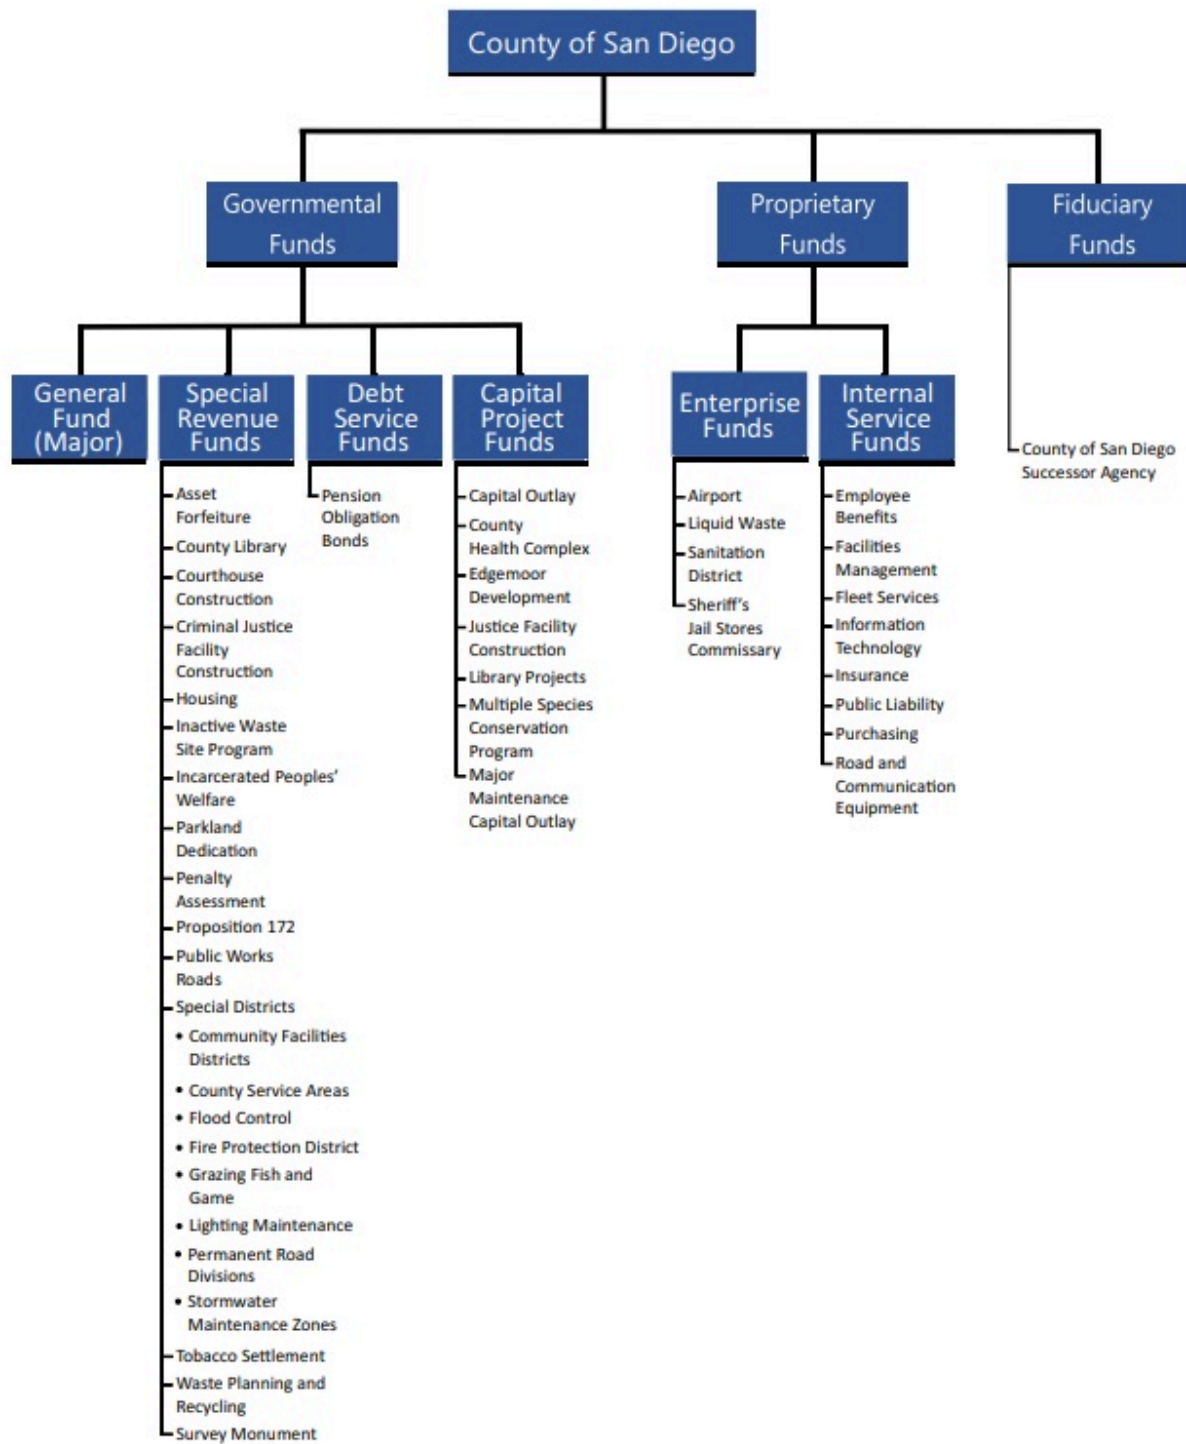 County of San Diego
Governmental
Funds
Proprietary
Funds
Fiduciary
Funds
General
Fund
(Major)
Special
Revenue
Funds
Debt
Service
Funds
Capital
Project
Funds
Enterprise
Funds
Internal
Service
Funds
Asset
Forfeiture
County Library
Courthouse
Construction
Criminal Justice
Facility
Construction
Housing
Inactive Waste
Site Program
Incarcerated Peoples’
Welfare
Parkland
Dedication
Penalty
Assessment
Proposition 172
Public Works
Roads
Special Districts
• Community Facilities
Districts
• County Service Areas
• Flood Control
• Fire Protection District
• Grazing Fish and
Game
• Lighting Maintenance
• Permanent Road
Divisions
• Stormwater
Maintenance Zones
Tobacco Settlement
Waste Planning and
Recycling
Survey Monument
Pension
Obligation
Bonds
Capital Outlay
County
Health Complex
Edgemoor
Development
Justice Facility
Construction
Library Projects
Multiple Species
Conservation
Program
Major
Maintenance
Capital Outlay
Airport
Liquid Waste
Sanitation
District
Sheriff’s
Jail Stores
Commissary
Employee
Benefits
Facilities
Management
Fleet Services
Information
Technology
Insurance
Public Liability
Purchasing
Road and
Communication
Equipment
County of San Diego
Successor Agency